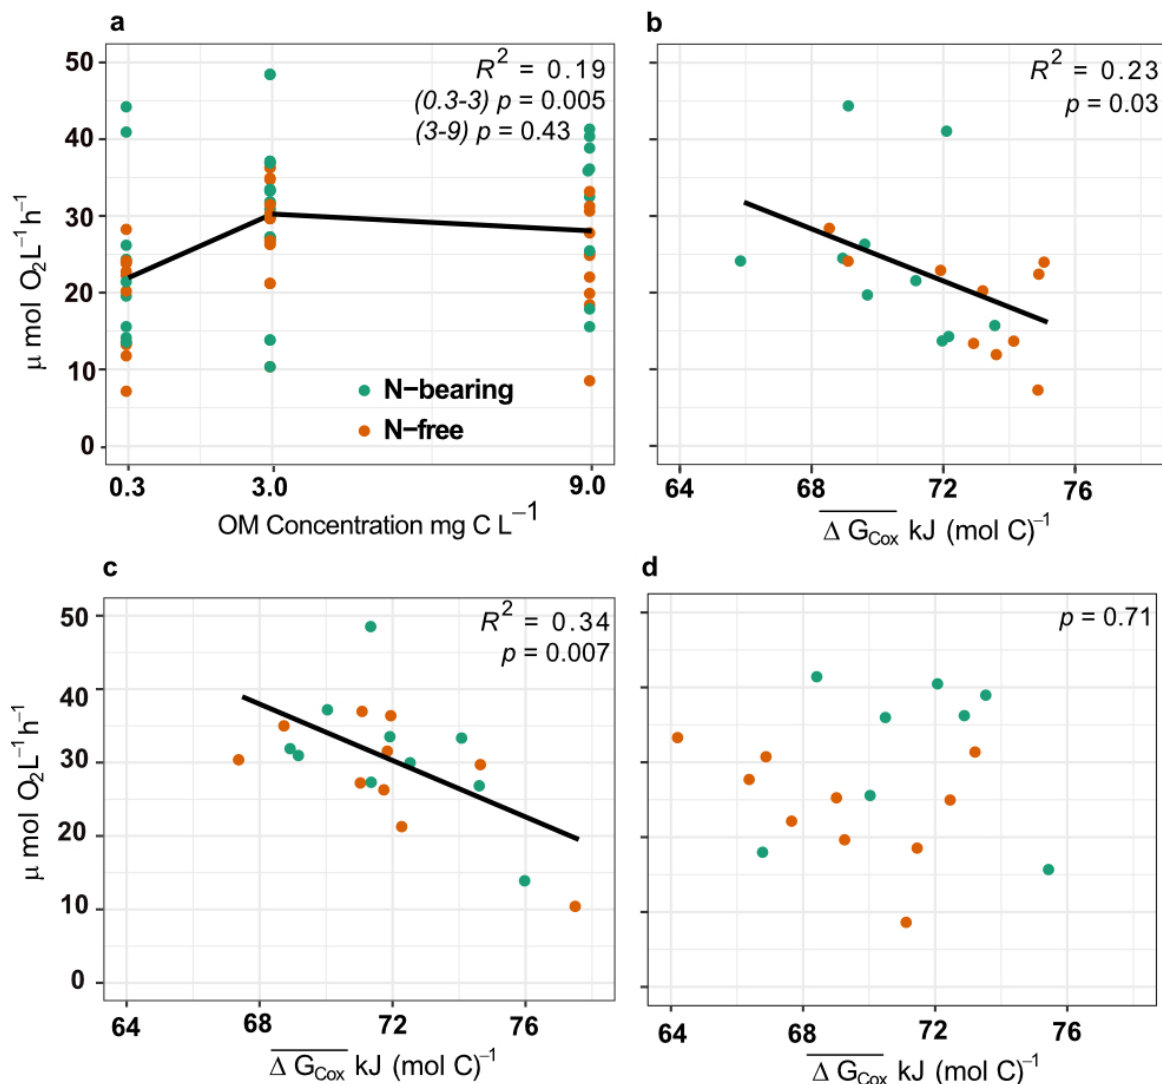 a
50
40
30
20
10
0
μ mol O₂L⁻¹h⁻¹
R² = 0.19
(0.3-3) p = 0.005
(3-9) p = 0.43
N−bearing
N−free
0.3 3.0 9.0
OM Concentration mg C L⁻¹
b
R² = 0.23
p = 0.03
64 68 72 76
Δ G̅Cox kJ (mol C)⁻¹
c
50
40
30
20
10
0
μ mol O₂L⁻¹h⁻¹
R² = 0.34
p = 0.007
64 68 72 76
Δ G̅Cox kJ (mol C)⁻¹
d
p = 0.71
64 68 72 76
Δ G̅Cox kJ (mol C)⁻¹